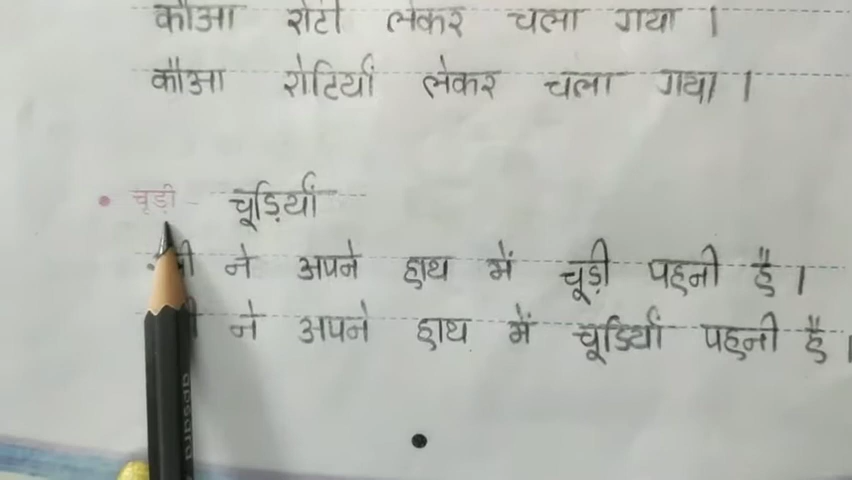 कौआ रोटी लेकर चला गया ।
कौआ रोटियाँ लेकर चला गया ।
• चूड़ी - चूड़ियाँ
ने अपने हाथ में चूड़ी पहनी है ।
ने अपने हाथ में चूडियाँ पहनी है ।